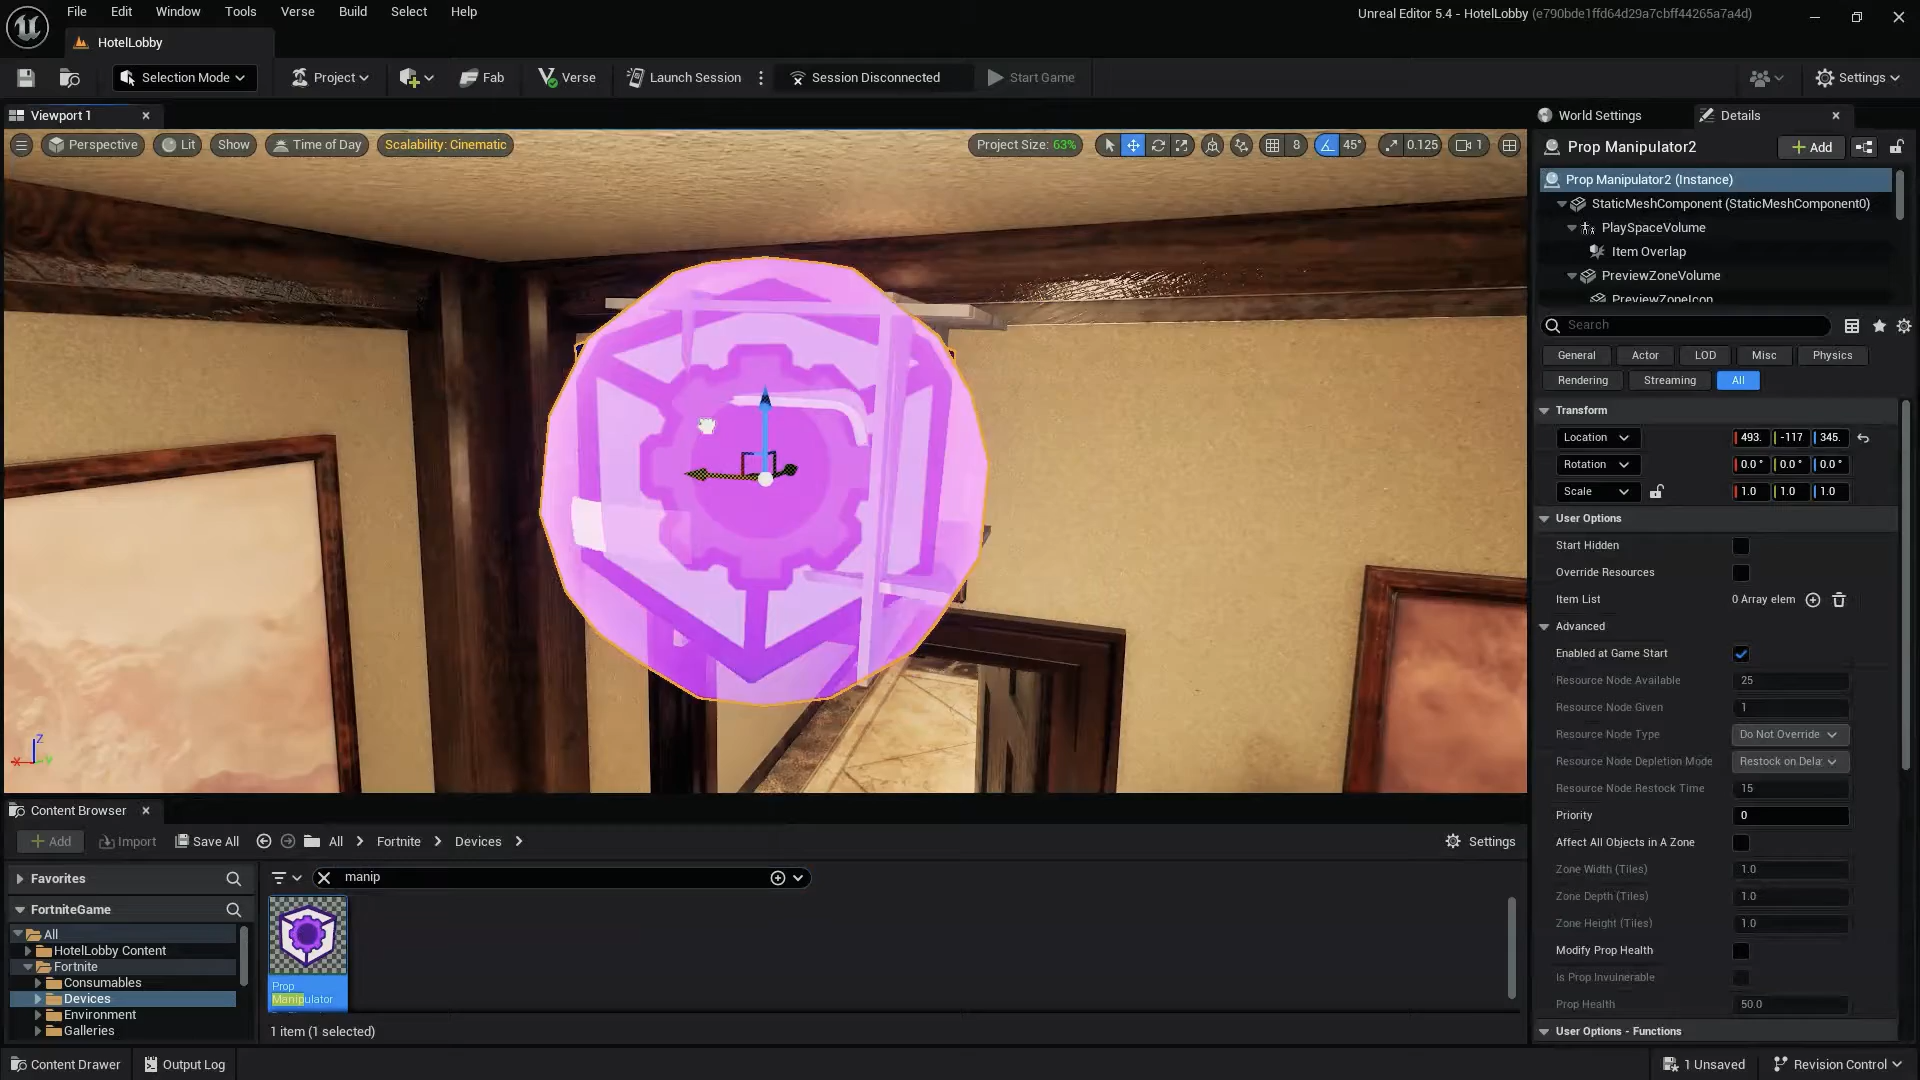 File Edit Window Tools Verse Build Select Help
Unreal Editor 5.4 - HotelLobby (e790bde1ffd64d29a7cbff44265a7a4d)
HotelLobby
Selection Mode Project Fab Verse Launch Session Session Disconnected Start Game Settings
Viewport 1
Perspective Lit Show Time of Day Scalability: Cinematic Project Size: 63% 8 45° 0.125 1
Z
X Y
World Settings Details
Prop Manipulator2 Add
Prop Manipulator2 (Instance)
StaticMeshComponent (StaticMeshComponent0)
PlaySpaceVolume
Item Overlap
PreviewZoneVolume
PreviewZoneIcon
Search
General Actor LOD Misc Physics
Rendering Streaming All
Transform
Location 493. -117 345.
Rotation 0.0 ° 0.0 ° 0.0 °
Scale 1.0 1.0 1.0
User Options
Start Hidden
Override Resources
Item List 0 Array elem
Advanced
Enabled at Game Start
Resource Node Available 25
Resource Node Given 1
Resource Node Type Do Not Override
Resource Node Depletion Mode Restock on Dela
Resource Node Restock Time 15
Priority 0
Affect All Objects in A Zone
Zone Width (Tiles) 1.0
Zone Depth (Tiles) 1.0
Zone Height (Tiles) 1.0
Modify Prop Health
Is Prop Invulnerable
Prop Health 50.0
User Options - Functions
Content Browser
Add Import Save All All Fortnite Devices Settings
Favorites
FortniteGame
All
HotelLobby Content
Fortnite
Consumables
Devices
Environment
Galleries
manip
Prop
Manipulator
1 item (1 selected)
Content Drawer Output Log 1 Unsaved Revision Control